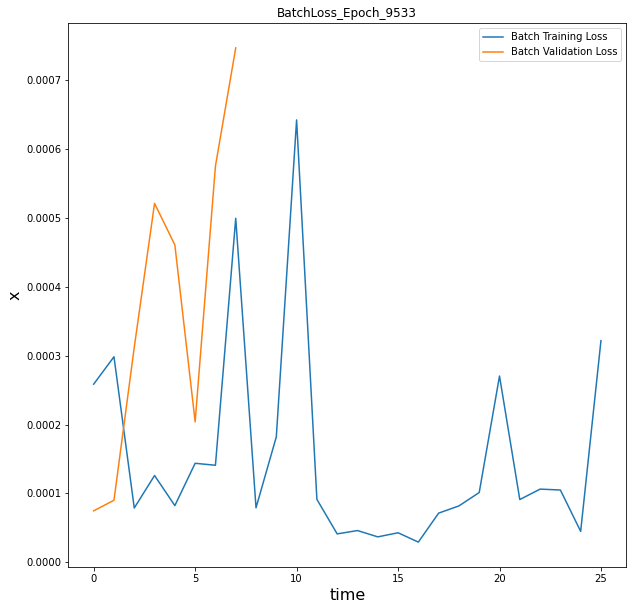 BatchLoss_Epoch_9533
Batch Training Loss
Batch Validation Loss
0.0007
0.0006
0.0005
0.0004
0.0003
0.0002
0.0001
0.0000
x
0 5 10 15 20 25
time